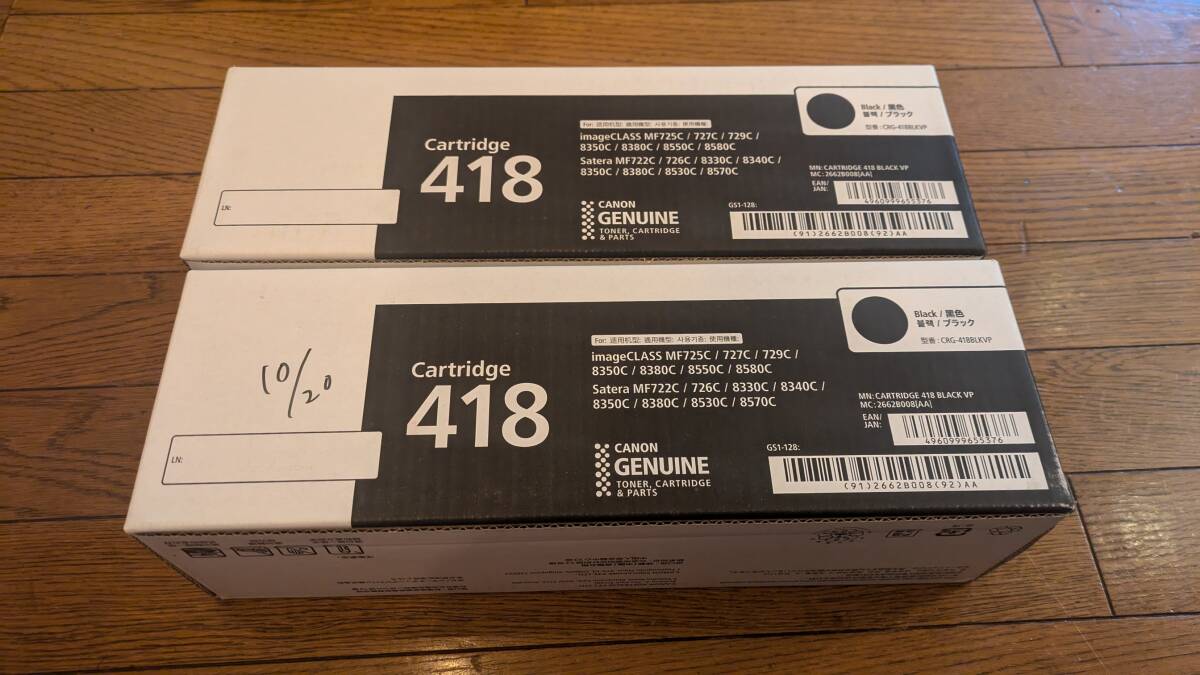 Cartridge
418
For: 适用机型: 適用機型: 사용기종: 使用機種:
imageCLASS MF725C / 727C / 729C /
8350C / 8380C / 8550C / 8580C
Satera MF722C / 726C / 8330C / 8340C /
8350C / 8380C / 8530C / 8570C
CANON
GENUINE
TONER, CARTRIDGE
& PARTS
Black / 黑色
블랙 / ブラック
型番 : CRG-418BLKVP
MN: CARTRIDGE 418 BLACK VP
MC: 2662B008[AA]
EAN/
JAN:
4960999655376
GS1-128:
(91)2662B008(92)AA
LN:
10/20
Cartridge
418
For: 适用机型: 適用機型: 사용기종: 使用機種:
imageCLASS MF725C / 727C / 729C /
8350C / 8380C / 8550C / 8580C
Satera MF722C / 726C / 8330C / 8340C /
8350C / 8380C / 8530C / 8570C
CANON
GENUINE
TONER, CARTRIDGE
& PARTS
Black / 黑色
블랙 / ブラック
型番 : CRG-418BLKVP
MN: CARTRIDGE 418 BLACK VP
MC: 2662B008[AA]
EAN/
JAN:
4960999655376
GS1-128:
(91)2662B008(92)AA
LN: